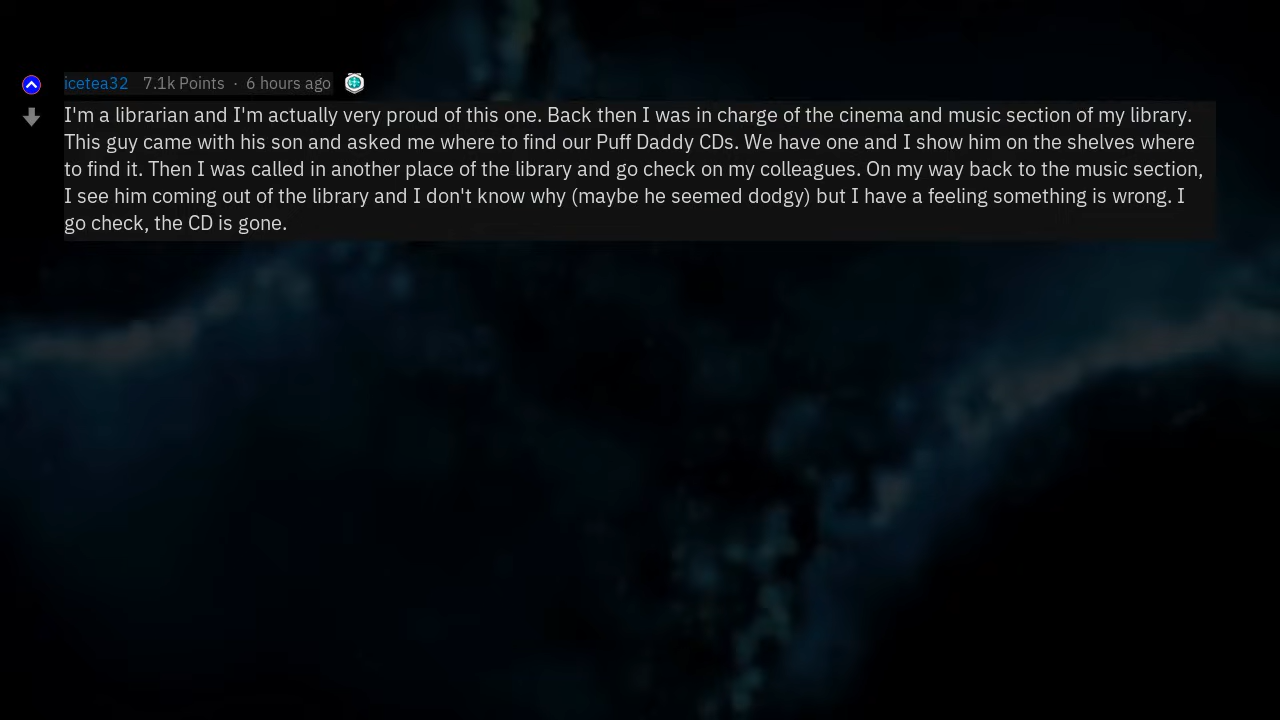 icetea32 7.1k Points · 6 hours ago
I'm a librarian and I'm actually very proud of this one. Back then I was in charge of the cinema and music section of my library.
This guy came with his son and asked me where to find our Puff Daddy CDs. We have one and I show him on the shelves where
to find it. Then I was called in another place of the library and go check on my colleagues. On my way back to the music section,
I see him coming out of the library and I don't know why (maybe he seemed dodgy) but I have a feeling something is wrong. I
go check, the CD is gone.